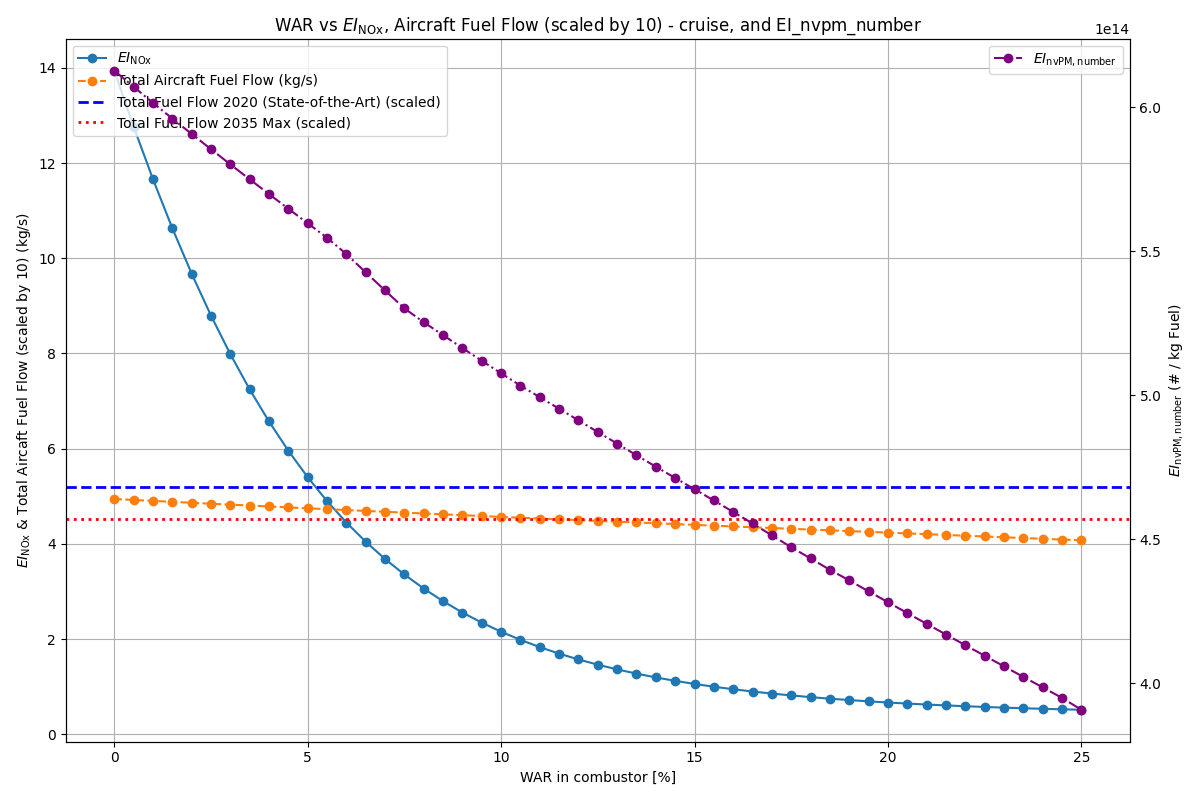 WAR vs EI_NOx, Aircraft Fuel Flow (scaled by 10) - cruise, and EI_nvpm_number
1e14
EI_NOx
Total Aircraft Fuel Flow (kg/s)
Total Fuel Flow 2020 (State-of-the-Art) (scaled)
Total Fuel Flow 2035 Max (scaled)
EI_nvPM, number
14
12
10
8
6
4
2
0
EI_NOx & Total Aircaft Fuel Flow (scaled by 10) (kg/s)
6.0
5.5
5.0
4.5
4.0
EI_nvPM, number (# / kg Fuel)
0 5 10 15 20 25
WAR in combustor [%]